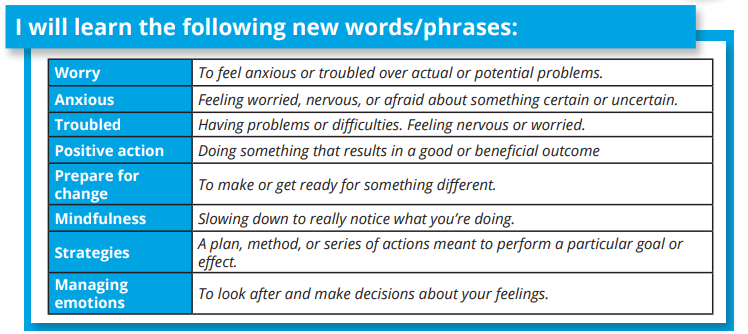 I will learn the following new words/phrases:
Worry To feel anxious or troubled over actual or potential problems.
Anxious Feeling worried, nervous, or afraid about something certain or uncertain.
Troubled Having problems or difficulties. Feeling nervous or worried.
Positive action Doing something that results in a good or beneficial outcome
Prepare for
change
To make or get ready for something different.
Mindfulness Slowing down to really notice what you’re doing.
Strategies
A plan, method, or series of actions meant to perform a particular goal or
effect.
Managing
emotions
To look after and make decisions about your feelings.